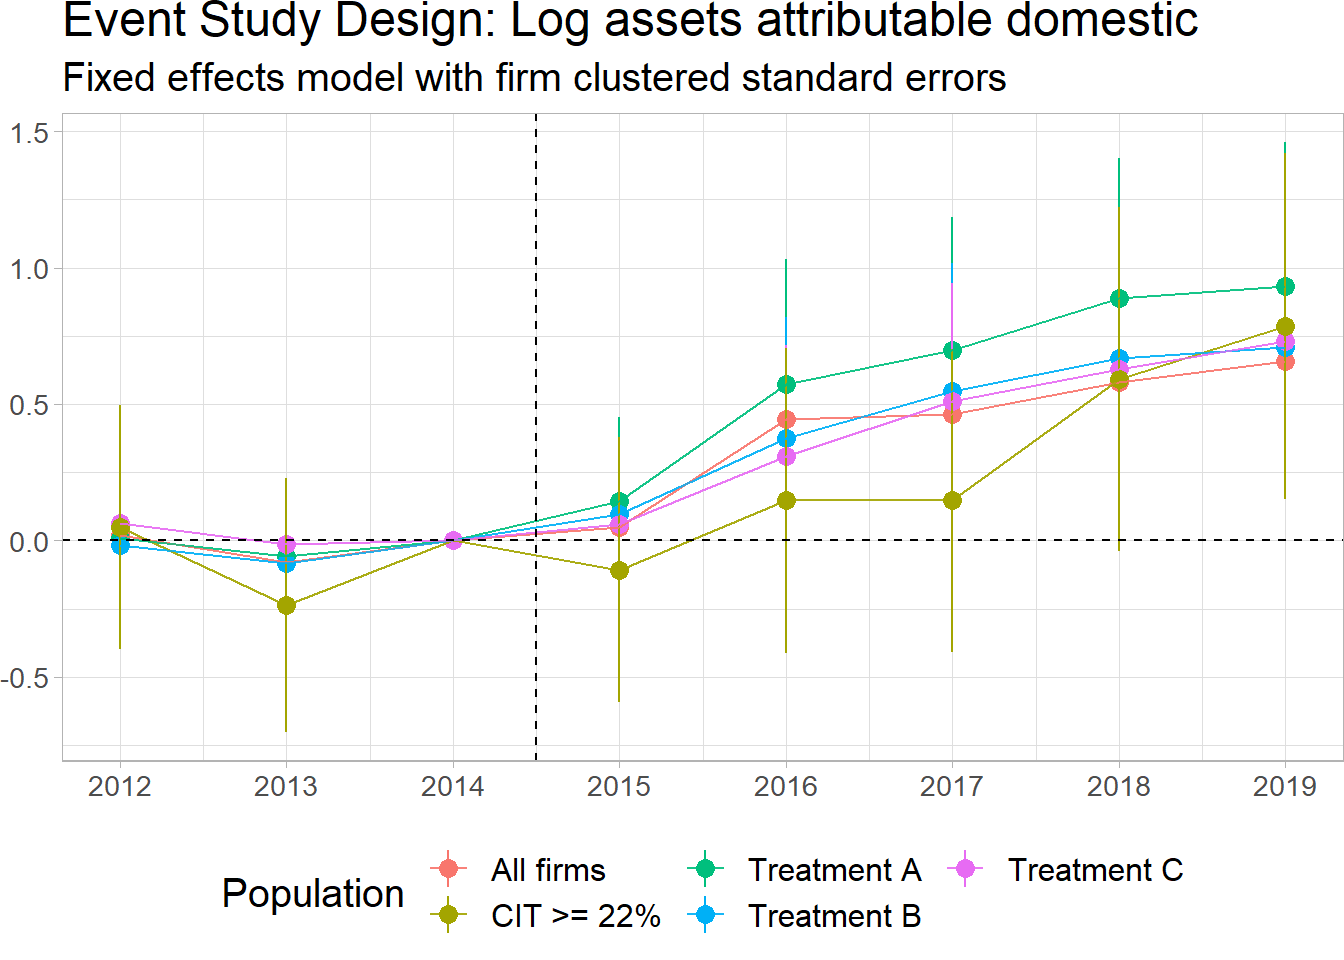 Event Study Design: Log assets attributable domestic
Fixed effects model with firm clustered standard errors
1.5
1.0
0.5
0.0
-0.5
2012 2013 2014 2015 2016 2017 2018 2019
Population
All firms
CIT >= 22%
Treatment A
Treatment B
Treatment C